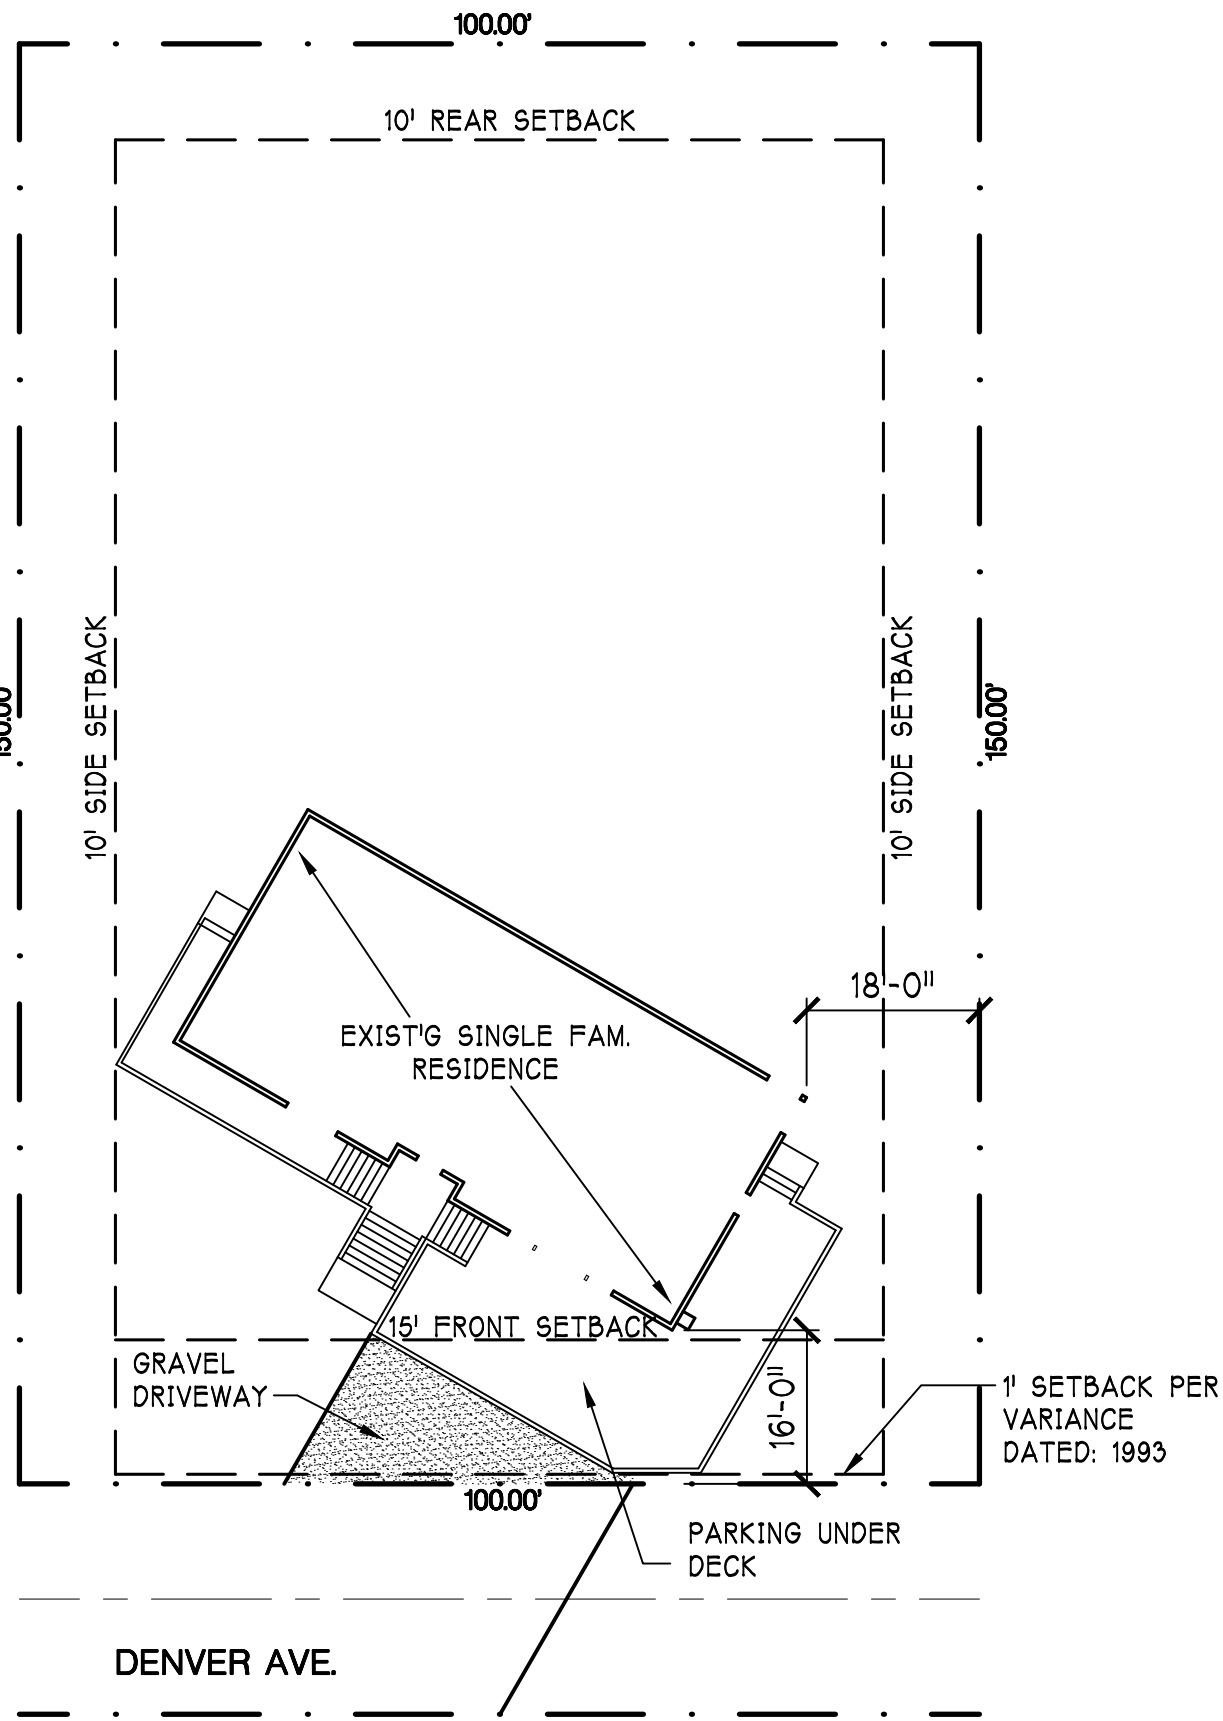 100.00'
10' REAR SETBACK
10' SIDE SETBACK
10' SIDE SETBACK
150.00'
150.00'
18'-0"
EXIST'G SINGLE FAM.
RESIDENCE
15' FRONT SETBACK
GRAVEL
DRIVEWAY
16'-0"
1' SETBACK PER
VARIANCE
DATED: 1993
100.00'
PARKING UNDER
DECK
DENVER AVE.